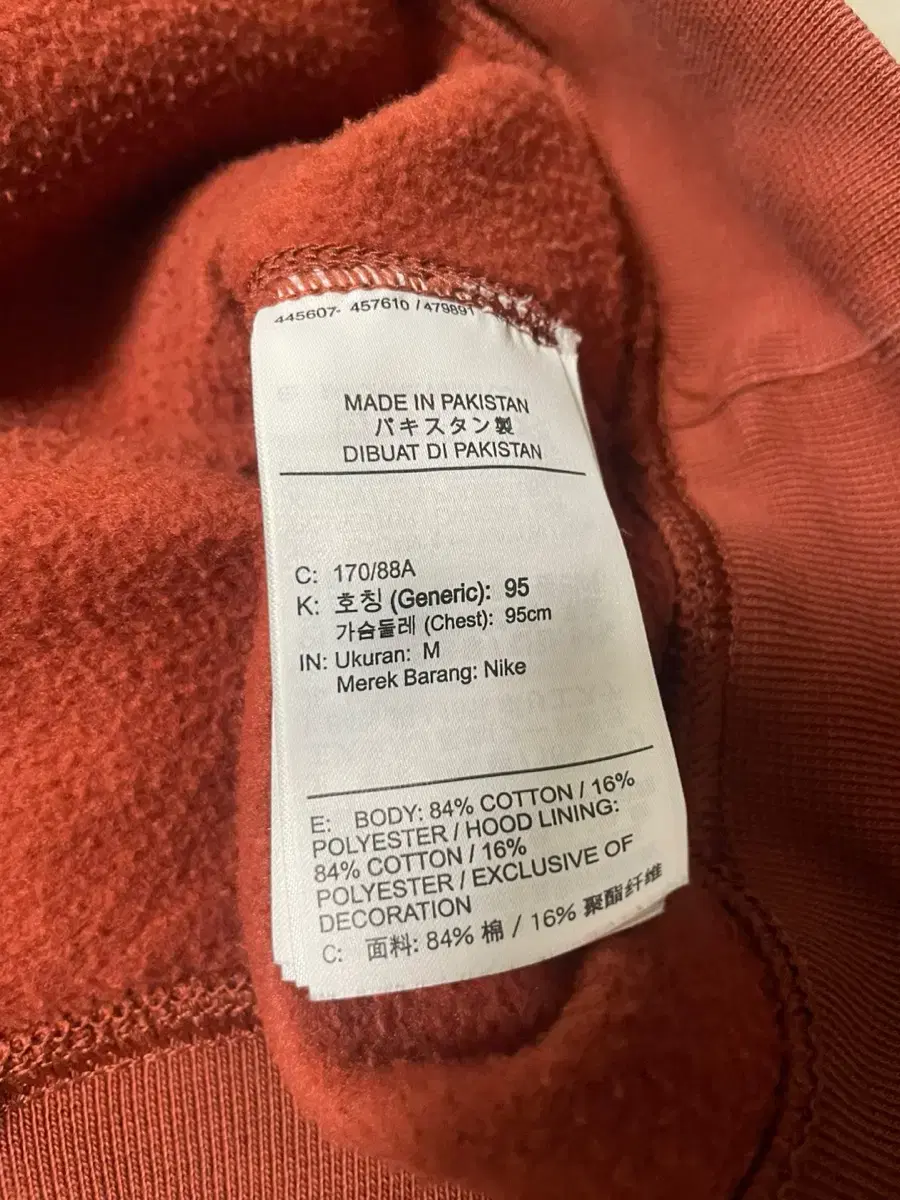 445607- 457610 / 479891
MADE IN PAKISTAN
パキスタン製
DIBUAT DI PAKISTAN
C: 170/88A
K: 호칭 (Generic): 95
가슴둘레 (Chest): 95cm
IN: Ukuran: M
Merek Barang: Nike
E: BODY: 84% COTTON / 16%
POLYESTER / HOOD LINING:
84% COTTON / 16%
POLYESTER / EXCLUSIVE OF
DECORATION
C: 面料: 84% 棉 / 16% 聚酯纤维